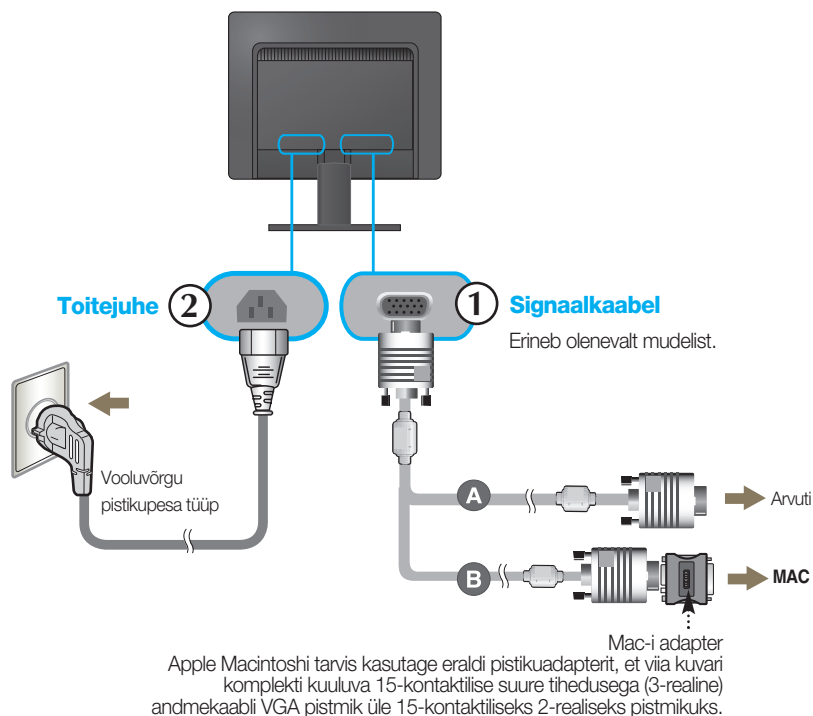 Toitejuhe 2
1 Signaalkaabel
Erineb olenevalt mudelist.
Vooluvõrgu
pistikupesa tüüp
A
Arvuti
B
MAC
Mac-i adapter
Apple Macintoshi tarvis kasutage eraldi pistikuadapterit, et viia kuvari
komplekti kuuluva 15-kontaktilise suure tihedusega (3-realine)
andmekaabli VGA pistmik üle 15-kontaktiliseks 2-realiseks pistmikuks.